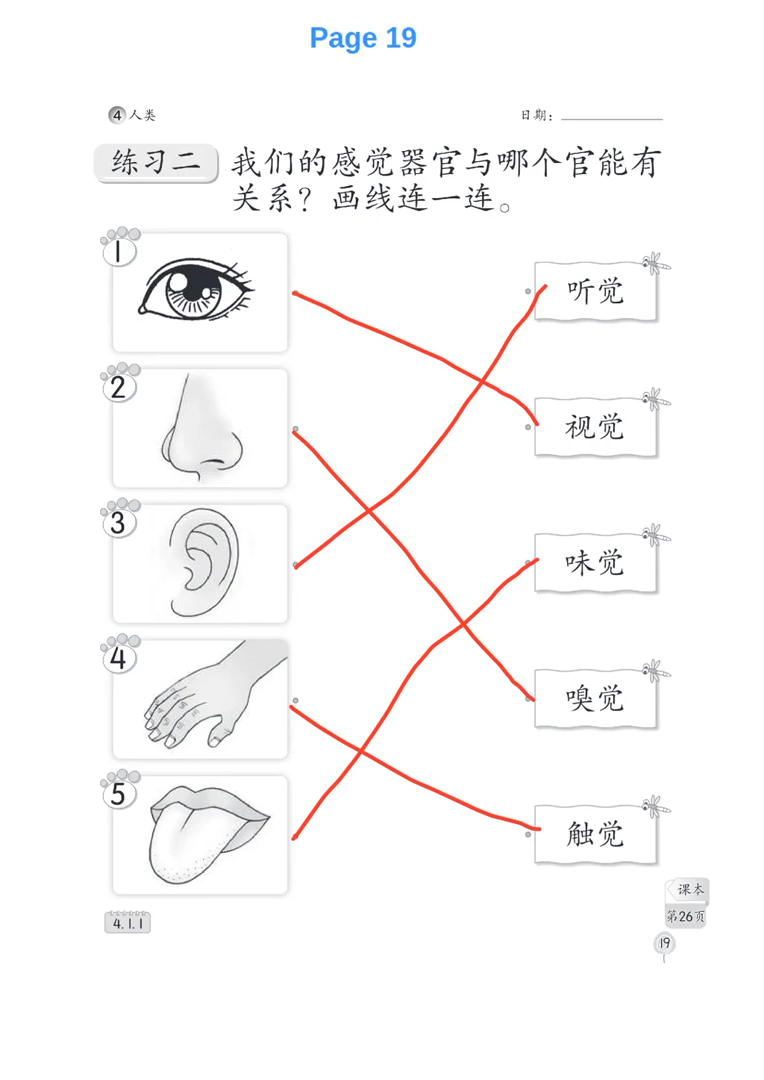 Page 19
4 人类
日期：
练习二 我们的感觉器官与哪个官能有
关系？画线连一连。
1
听觉
2
视觉
3
味觉
4
嗅觉
5
触觉
4.1.1
课本
第26页
19